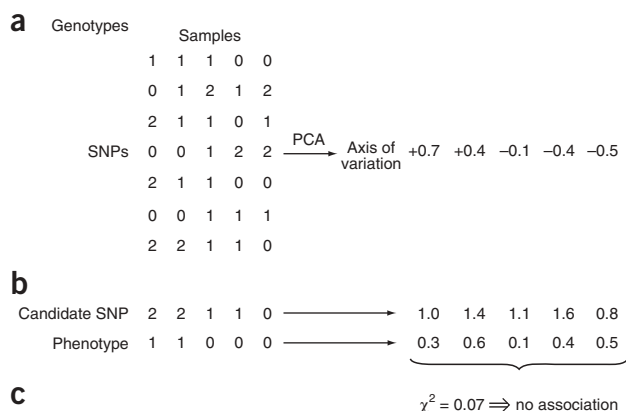 a
Genotypes
Samples
1 1 1 0 0
0 1 2 1 2
2 1 1 0 1
SNPs 0 0 1 2 2 PCA Axis of variation +0.7 +0.4 –0.1 –0.4 –0.5
2 1 1 0 0
0 0 1 1 1
2 2 1 1 0
b
Candidate SNP 2 2 1 1 0 1.0 1.4 1.1 1.6 0.8
Phenotype 1 1 0 0 0 0.3 0.6 0.1 0.4 0.5
c
χ² = 0.07 ⇒ no association